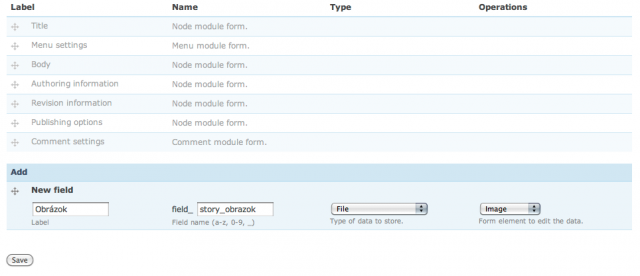 Label Name Type Operations
Title Node module form.
Menu settings Menu module form.
Body Node module form.
Authoring information Node module form.
Revision information Node module form.
Publishing options Node module form.
Comment settings Comment module form.
Add
New field
Obrázok field_ story_obrazok File Image
Label Field name (a-z, 0-9, _) Type of data to store. Form element to edit the data.
Save